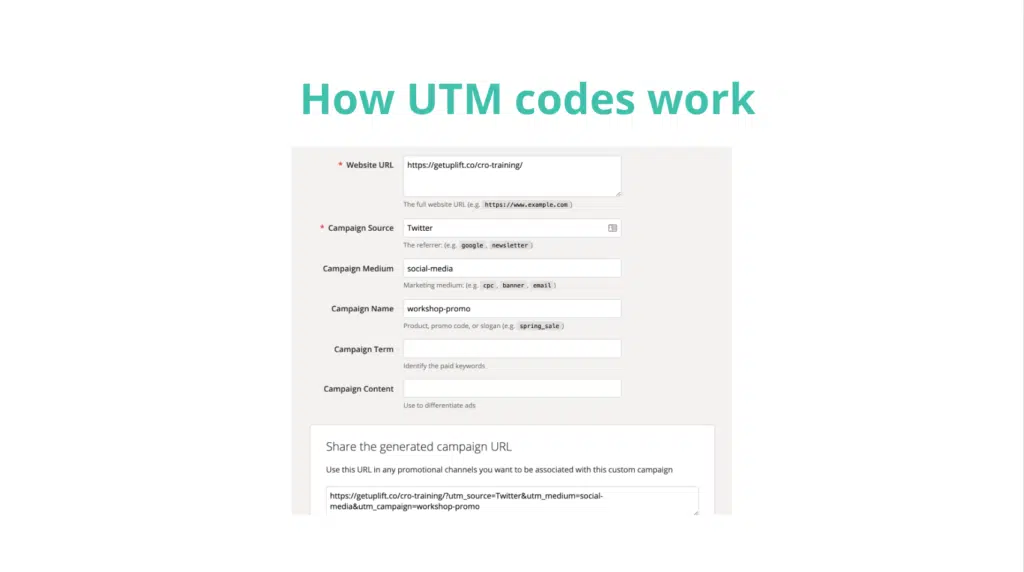 How UTM codes work
* Website URL
https://getuplift.co/cro-training/
The full website URL (e.g. https://www.example.com)
* Campaign Source
Twitter
The referrer: (e.g. google, newsletter)
Campaign Medium
social-media
Marketing medium: (e.g. cpc, banner, email)
Campaign Name
workshop-promo
Product, promo code, or slogan (e.g. spring_sale)
Campaign Term
Identify the paid keywords
Campaign Content
Use to differentiate ads
Share the generated campaign URL
Use this URL in any promotional channels you want to be associated with this custom campaign
https://getuplift.co/cro-training/?utm_source=Twitter&utm_medium=social-
media&utm_campaign=workshop-promo